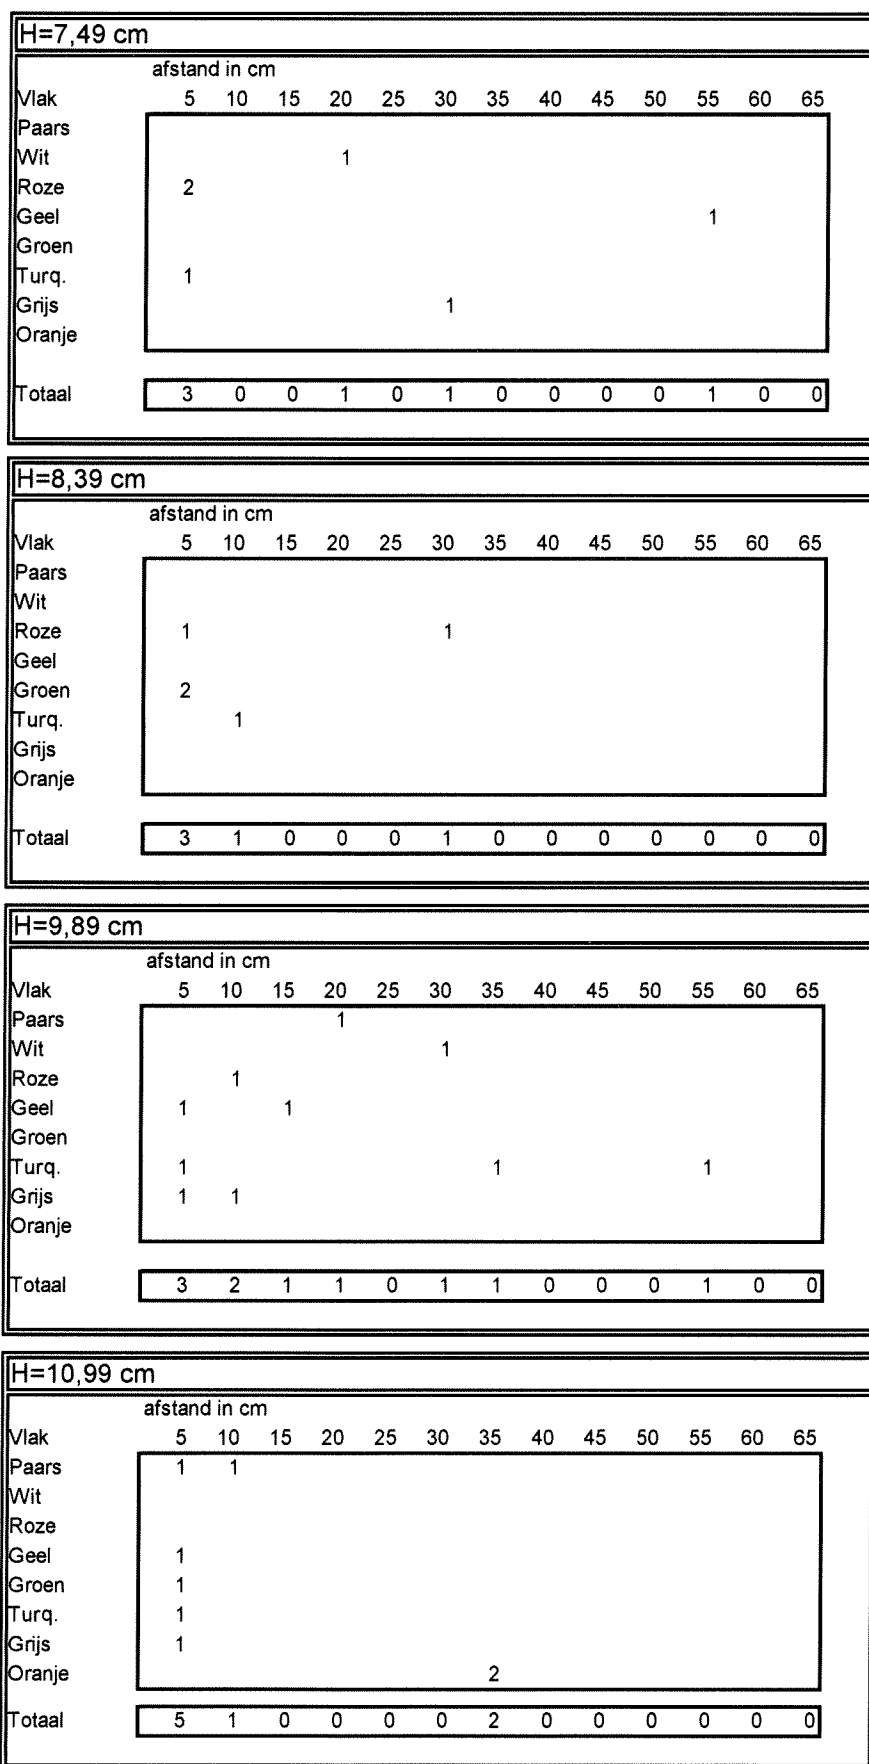 H=7,49 cm
afstand in cm
Vlak 5 10 15 20 25 30 35 40 45 50 55 60 65
Paars
Wit 1
Roze 2
Geel 1
Groen
Turq. 1
Grijs 1
Oranje
Totaal 3 0 0 1 0 1 0 0 0 0 1 0 0
H=8,39 cm
afstand in cm
Vlak 5 10 15 20 25 30 35 40 45 50 55 60 65
Paars
Wit
Roze 1 1
Geel
Groen 2
Turq. 1
Grijs
Oranje
Totaal 3 1 0 0 0 1 0 0 0 0 0 0 0
H=9,89 cm
afstand in cm
Vlak 5 10 15 20 25 30 35 40 45 50 55 60 65
Paars 1
Wit 1
Roze 1
Geel 1 1
Groen
Turq. 1 1 1
Grijs 1 1
Oranje
Totaal 3 2 1 1 0 1 1 0 0 0 1 0 0
H=10,99 cm
afstand in cm
Vlak 5 10 15 20 25 30 35 40 45 50 55 60 65
Paars 1 1
Wit
Roze
Geel 1
Groen 1
Turq. 1
Grijs 1
Oranje 2
Totaal 5 1 0 0 0 0 2 0 0 0 0 0 0